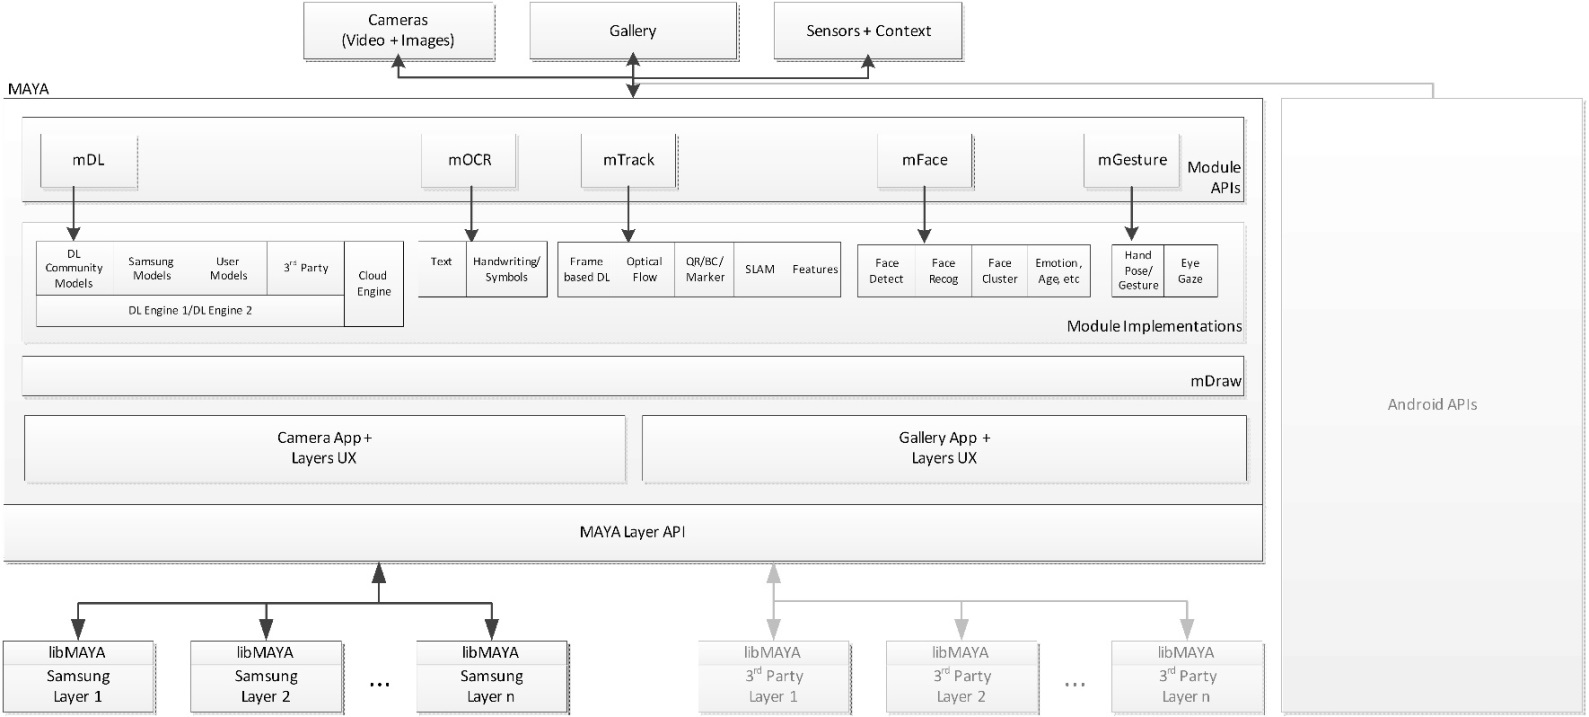 Cameras
(Video + Images)
Gallery
Sensors + Context
MAYA
mDL
mOCR
mTrack
mFace
mGesture
Module
APIs
DL
Community
Models
Samsung
Models
User
Models
3rd Party
Cloud
Engine
DL Engine 1/DL Engine 2
Text
Handwriting/
Symbols
Frame
based DL
Optical
Flow
QR/BC/
Marker
SLAM
Features
Face
Detect
Face
Recog
Face
Cluster
Emotion,
Age, etc
Hand
Pose/
Gesture
Eye
Gaze
Module Implementations
mDraw
Camera App +
Layers UX
Gallery App +
Layers UX
Android APIs
MAYA Layer API
libMAYA
Samsung
Layer 1
libMAYA
Samsung
Layer 2
...
libMAYA
Samsung
Layer n
libMAYA
3rd Party
Layer 1
libMAYA
3rd Party
Layer 2
...
libMAYA
3rd Party
Layer n